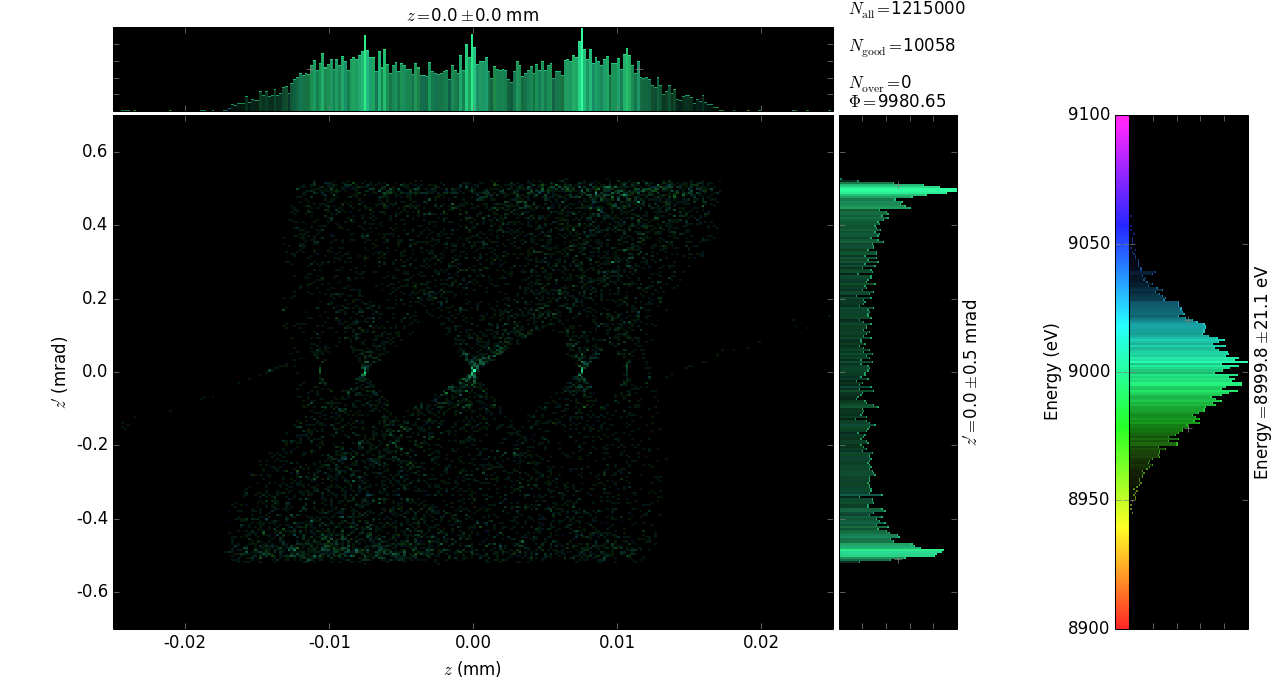 z=0.0±0.0 mm
N_all=1215000
N_good=10058
N_over=0
Φ=9980.65
0.6
0.4
0.2
0.0
-0.2
-0.4
-0.6
z′ (mrad)
-0.02
-0.01
0.00
0.01
0.02
z (mm)
z′=0.0±0.5 mrad
9100
9050
9000
8950
8900
Energy (eV)
Energy=8999.8±21.1 eV